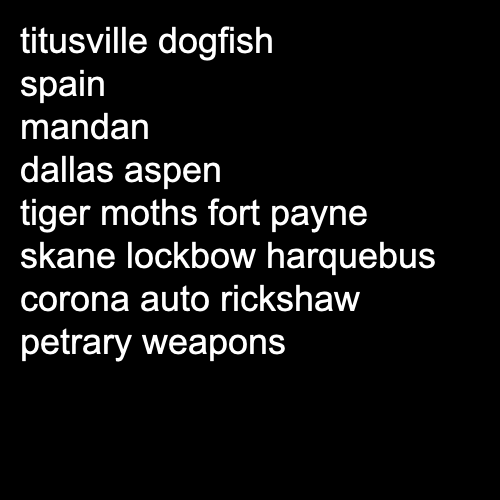 titusville dogfish
spain
mandan
dallas aspen
tiger moths fort payne
skane lockbow harquebus
corona auto rickshaw
petrary weapons